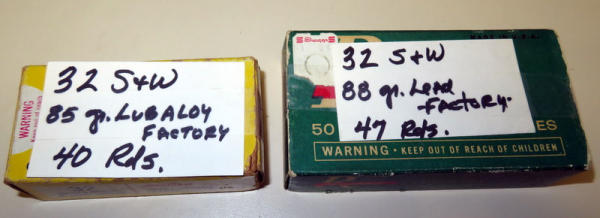 32 S+W
85 gr. LUBALOY
FACTORY
40 Rds.
WARNING
32 S+W
88 gr. Lead
FACTORY.
47 Rds.
50
ES
WARNING • KEEP OUT OF REACH OF CHILDREN